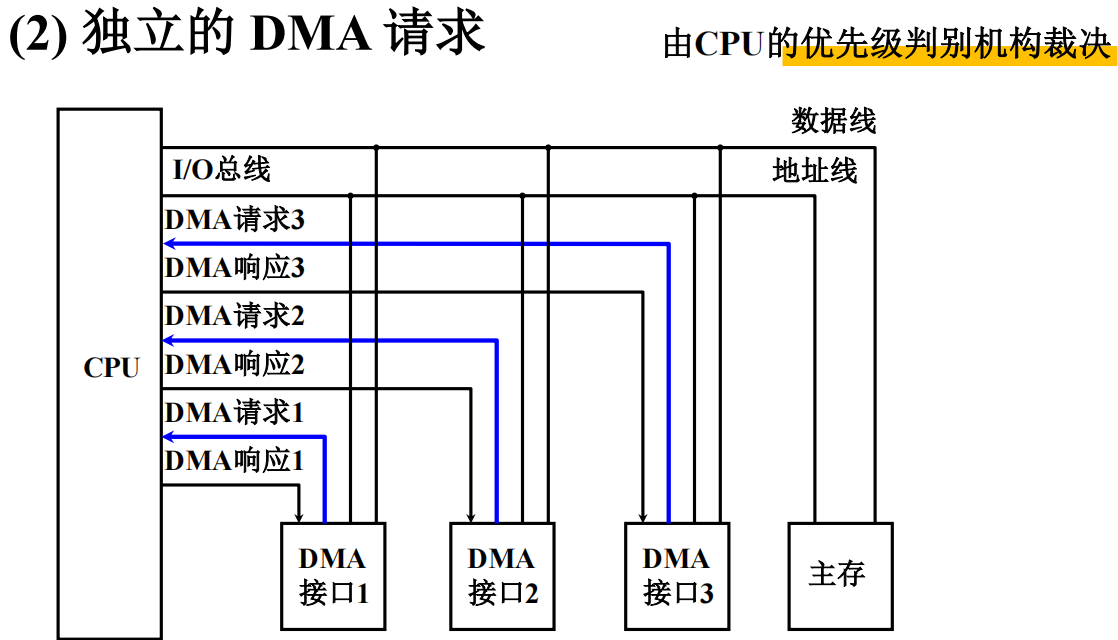 (2) 独立的 DMA 请求
由CPU的优先级判别机构裁决
数据线
I/O总线
地址线
DMA请求3
DMA响应3
DMA请求2
CPU
DMA响应2
DMA请求1
DMA响应1
DMA
接口1
DMA
接口2
DMA
接口3
主存